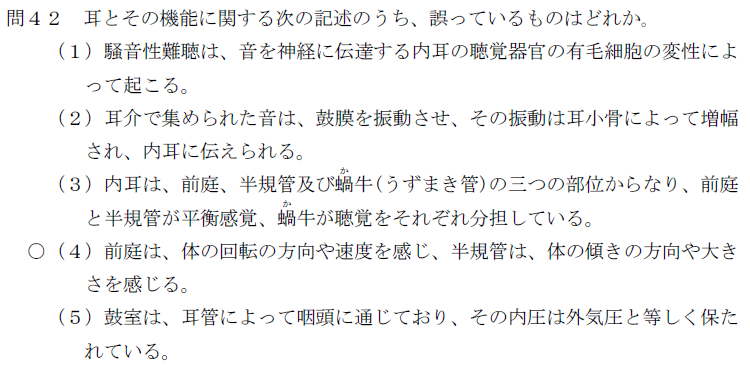 問４２　耳とその機能に関する次の記述のうち、誤っているものはどれか。
（１）騒音性難聴は、音を神経に伝達する内耳の聴覚器官の有毛細胞の変性によ
って起こる。
（２）耳介で集められた音は、鼓膜を振動させ、その振動は耳小骨によって増幅
され、内耳に伝えられる。
か
（３）内耳は、前庭、半規管及び蝸牛(うずまき管)の三つの部位からなり、前庭
か
と半規管が平衡感覚、蝸牛が聴覚をそれぞれ分担している。
○（４）前庭は、体の回転の方向や速度を感じ、半規管は、体の傾きの方向や大き
さを感じる。
（５）鼓室は、耳管によって咽頭に通じており、その内圧は外気圧と等しく保た
れている。